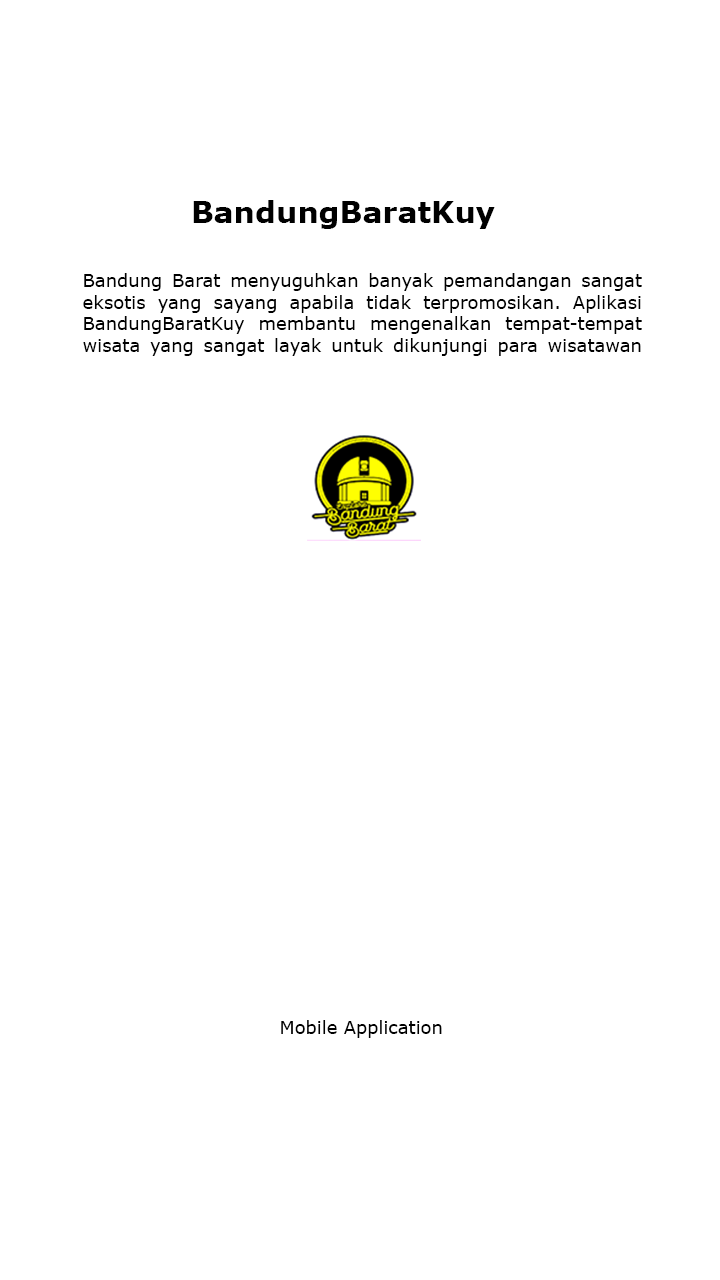 BandungBaratKuy
Bandung Barat menyuguhkan banyak pemandangan sangat
eksotis yang sayang apabila tidak terpromosikan. Aplikasi
BandungBaratKuy membantu mengenalkan tempat-tempat
wisata yang sangat layak untuk dikunjungi para wisatawan
Bandung
Barat
Mobile Application